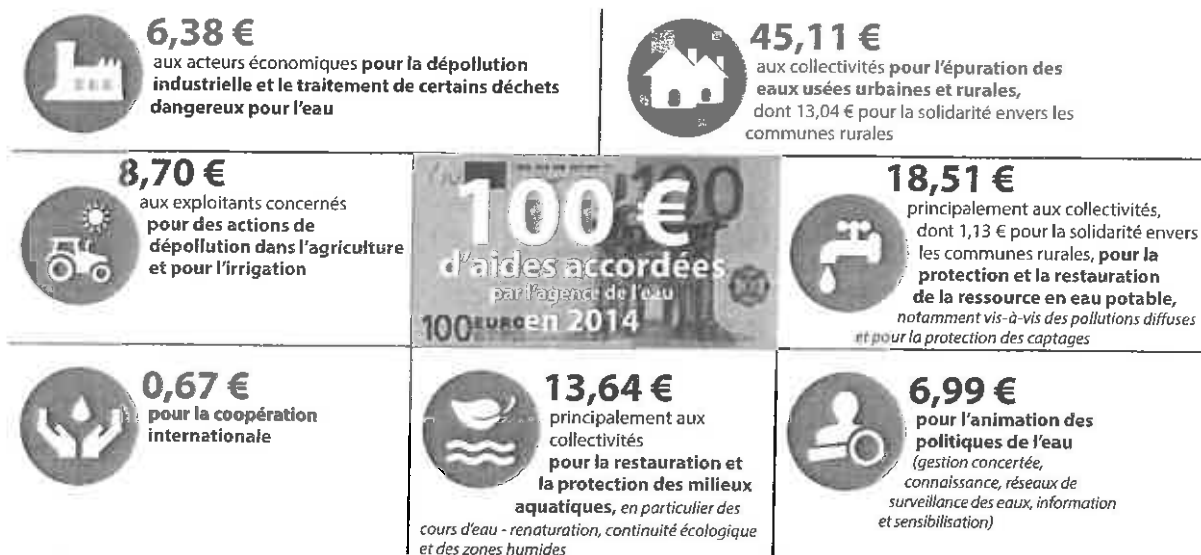 6,38 €
aux acteurs économiques pour la dépollution
industrielle et le traitement de certains déchets
dangereux pour l'eau
45,11 €
aux collectivités pour l'épuration des
eaux usées urbaines et rurales,
dont 13,04 € pour la solidarité envers les
communes rurales
8,70 €
aux exploitants concernés
pour des actions de
dépollution dans l'agriculture
et pour l'irrigation
100 €
d'aides accordées
par l'agence de l'eau
en 2014
100 EURO
18,51 €
principalement aux collectivités,
dont 1,13 € pour la solidarité envers
les communes rurales, pour la
protection et la restauration
de la ressource en eau potable,
notamment vis-à-vis des pollutions diffuses
et pour la protection des captages
0,67 €
pour la coopération
internationale
13,64 €
principalement aux
collectivités
pour la restauration et
la protection des milieux
aquatiques, en particulier des
cours d'eau - renaturation, continuité écologique
et des zones humides
6,99 €
pour l'animation des
politiques de l'eau
(gestion concertée,
connaissance, réseaux de
surveillance des eaux, information
et sensibilisation)